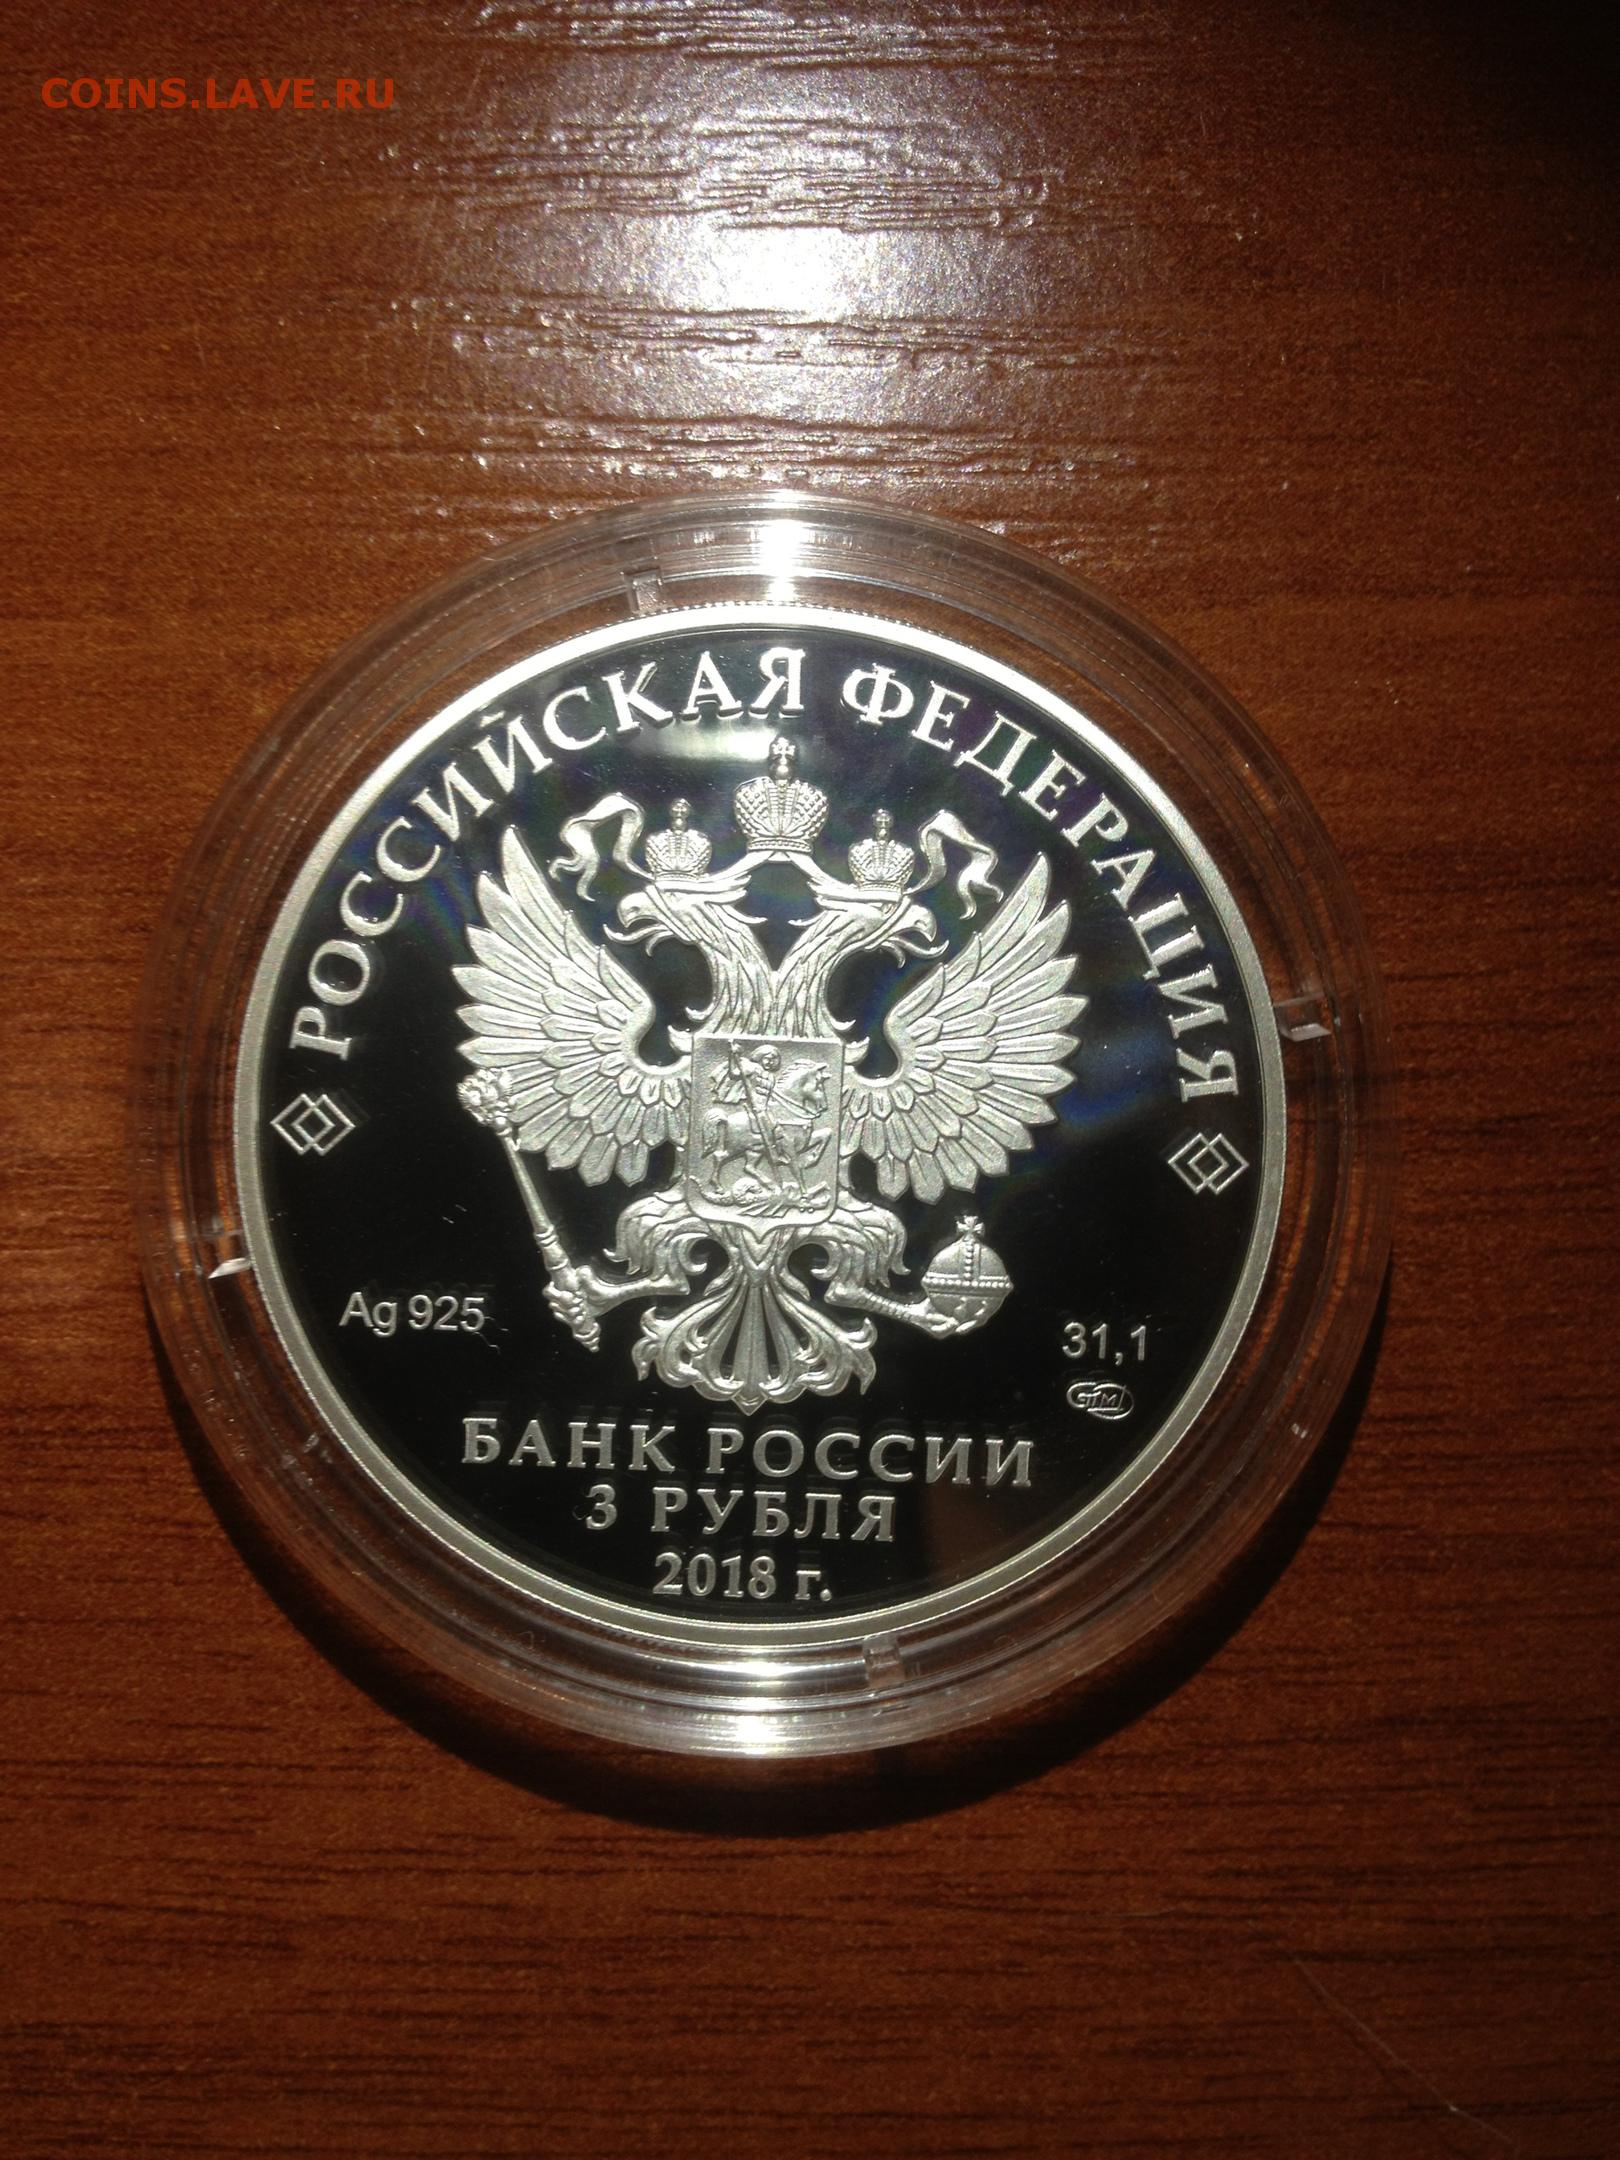 COINS.LAVE.RU
РОССИЙСКАЯ ФЕДЕРАЦИЯ
Ag 925
31,1
СПМД
БАНК РОССИИ
3 РУБЛЯ
2018 г.